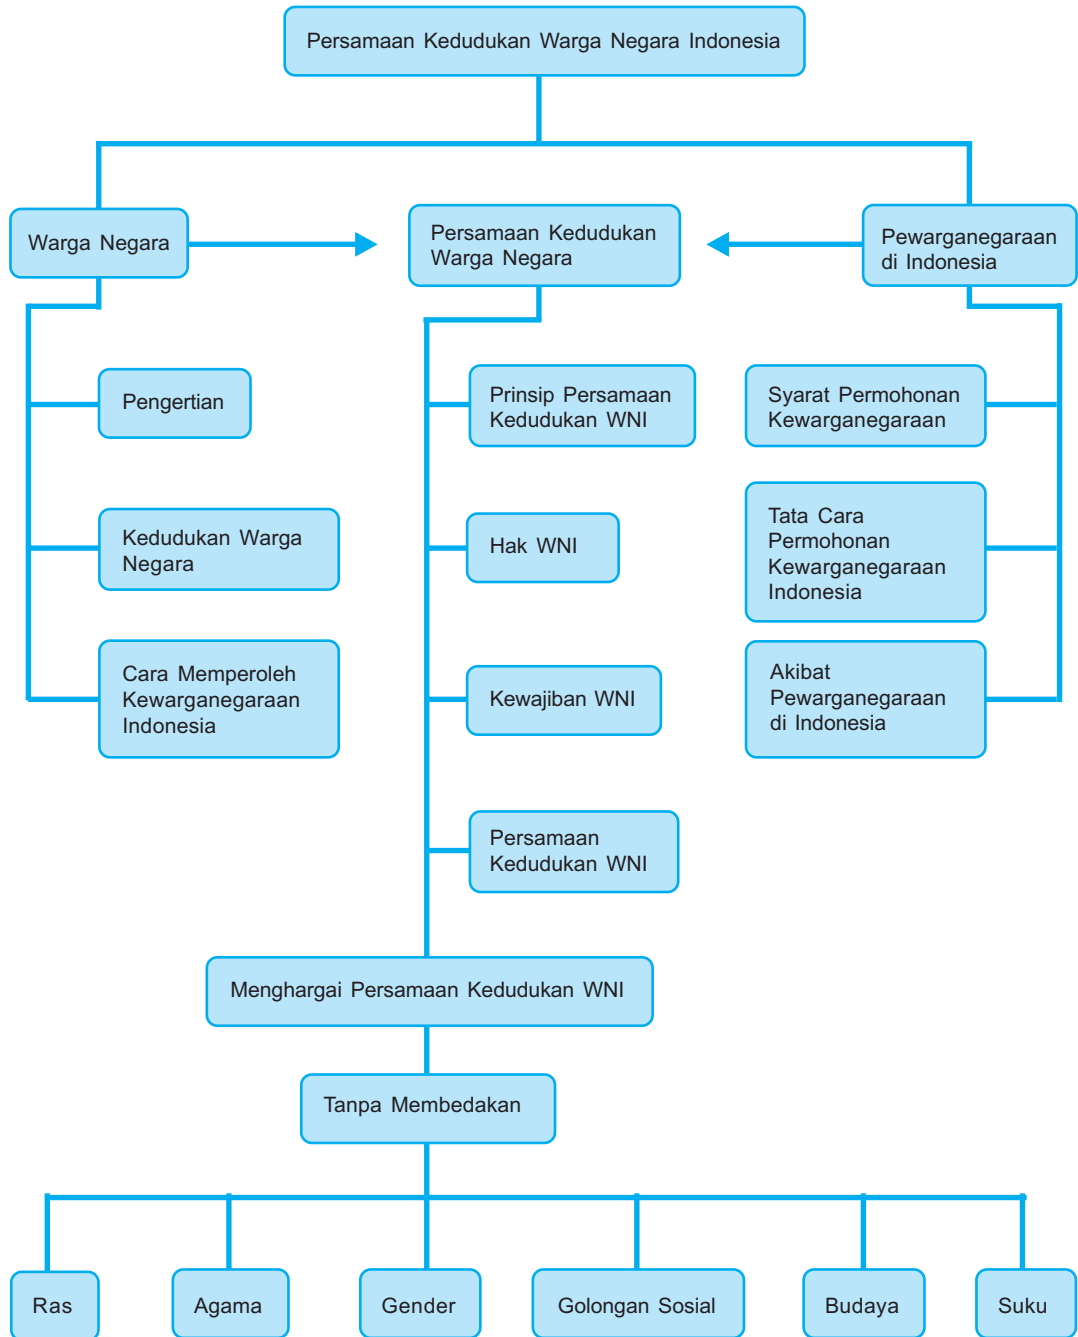 Persamaan Kedudukan Warga Negara Indonesia
Warga Negara
Persamaan Kedudukan
Warga Negara
Pewarganegaraan
di Indonesia
Pengertian
Kedudukan Warga
Negara
Cara Memperoleh
Kewarganegaraan
Indonesia
Prinsip Persamaan
Kedudukan WNI
Hak WNI
Kewajiban WNI
Persamaan
Kedudukan WNI
Syarat Permohonan
Kewarganegaraan
Tata Cara
Permohonan
Kewarganegaraan
Indonesia
Akibat
Pewarganegaraan
di Indonesia
Menghargai Persamaan Kedudukan WNI
Tanpa Membedakan
Ras
Agama
Gender
Golongan Sosial
Budaya
Suku